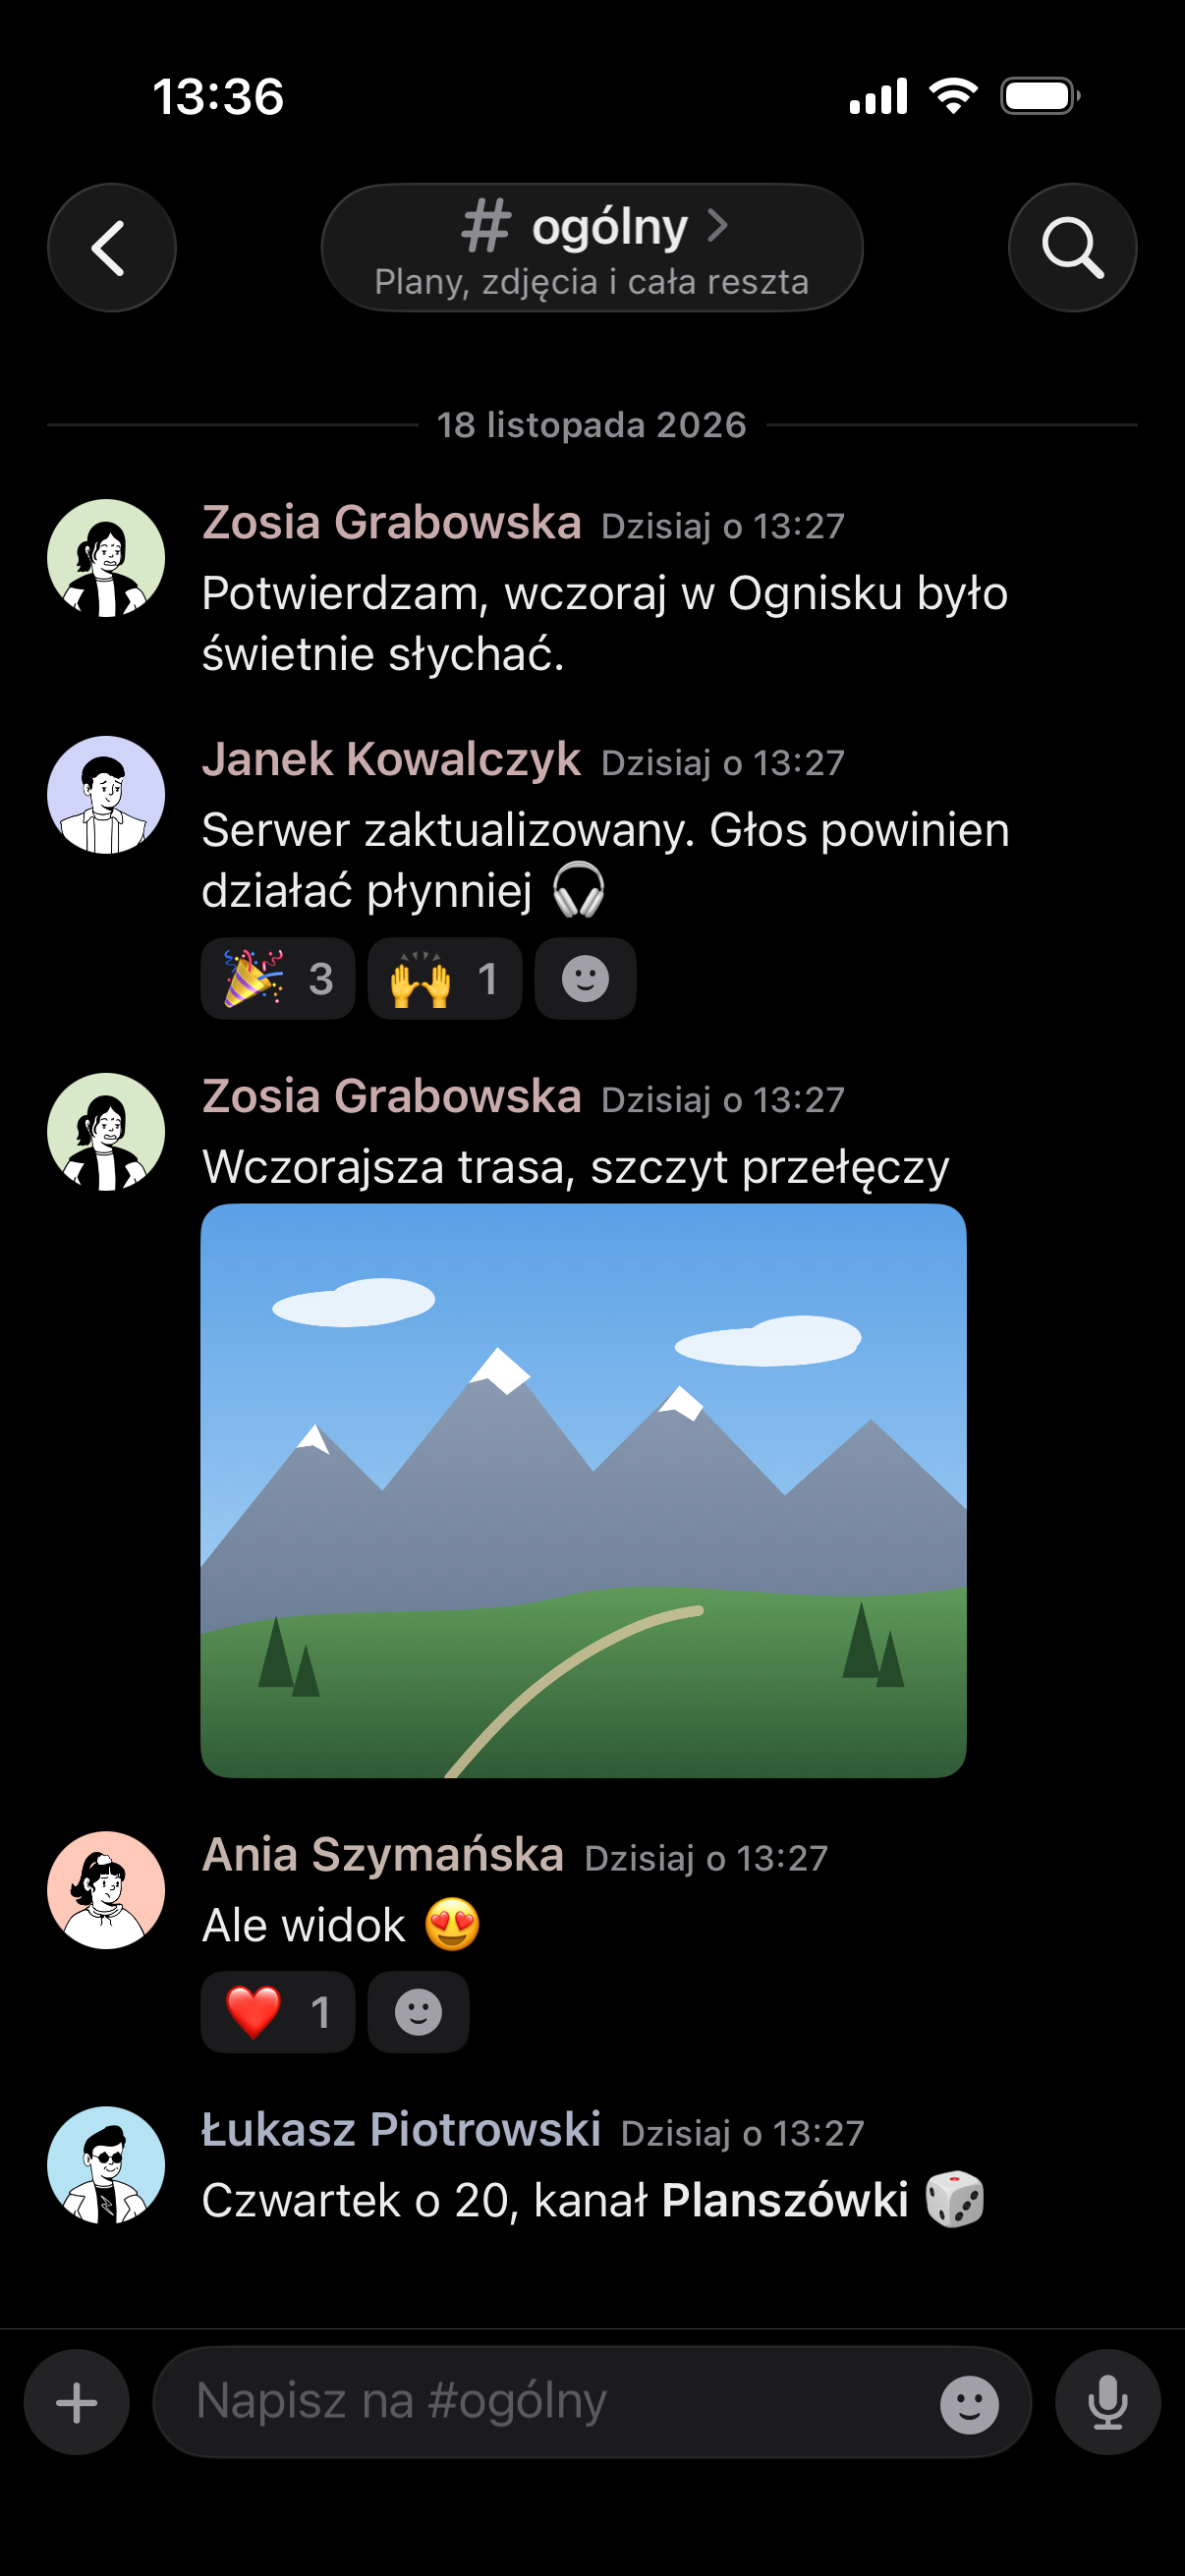 13:36
# ogólny
Plany, zdjęcia i cała reszta
18 listopada 2026
Zosia Grabowska Dzisiaj o 13:27
Potwierdzam, wczoraj w Ognisku było
świetnie słychać.
Janek Kowalczyk Dzisiaj o 13:27
Serwer zaktualizowany. Głos powinien
działać płynniej 🎧
🎉 3 🙌 1
Zosia Grabowska Dzisiaj o 13:27
Wczorajsza trasa, szczyt przełęczy
Ania Szymańska Dzisiaj o 13:27
Ale widok 😍
❤️ 1
Łukasz Piotrowski Dzisiaj o 13:27
Czwartek o 20, kanał Planszówki 🎲
Napisz na #ogólny